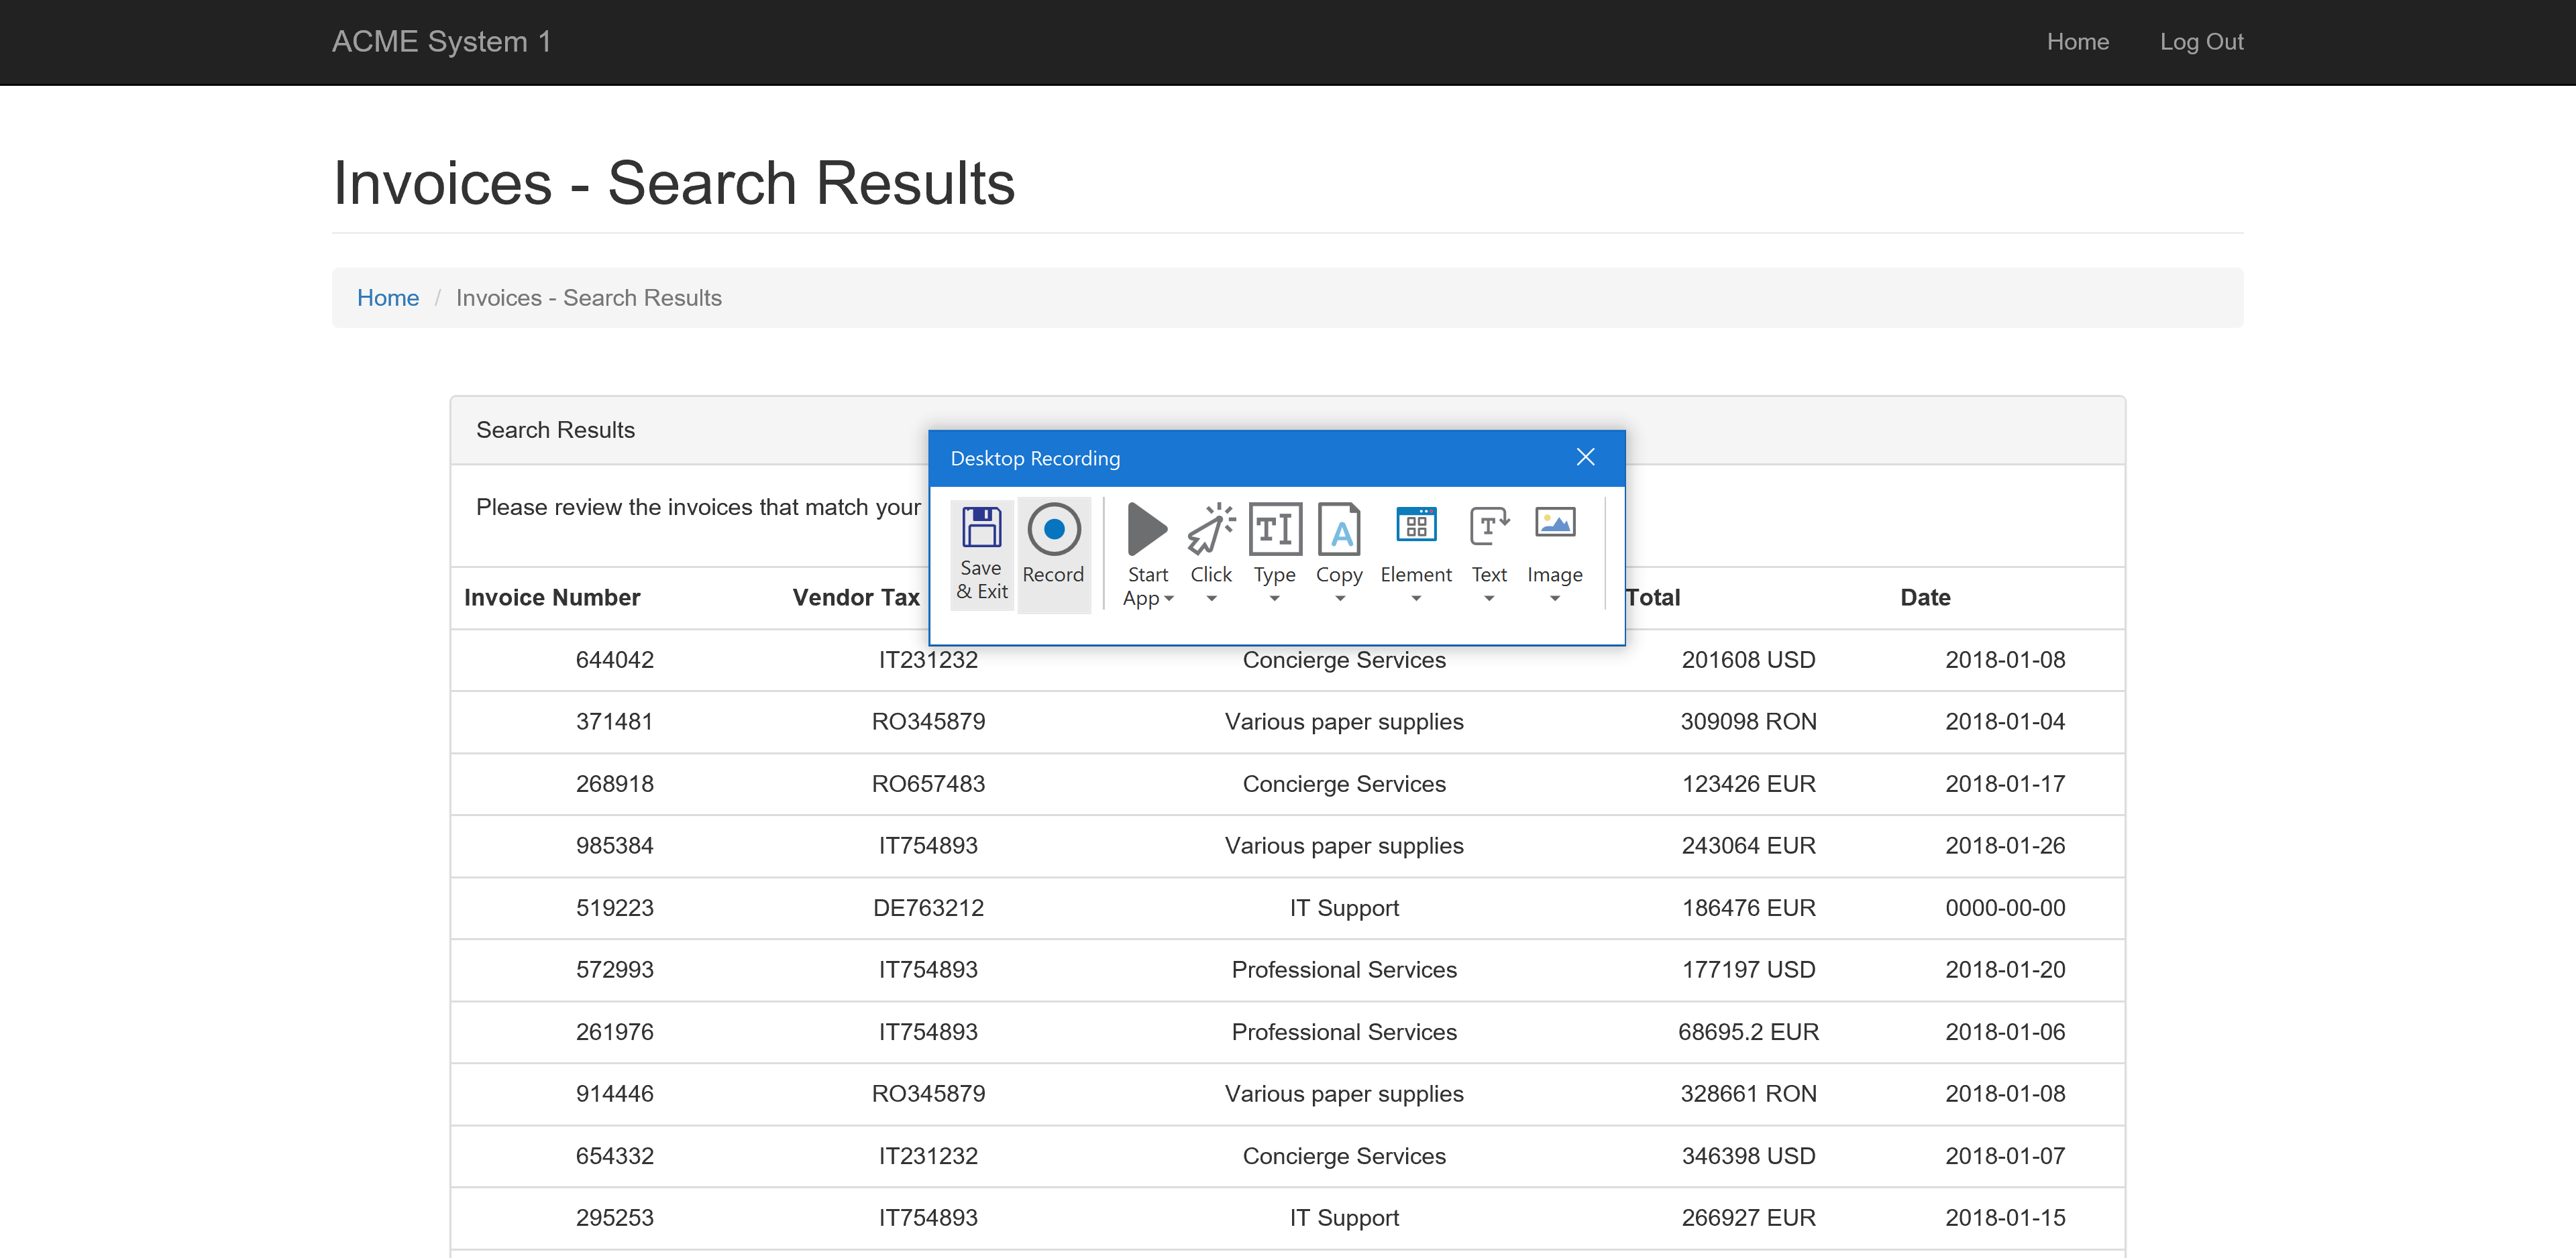 ACME System 1 Home Log Out
Invoices - Search Results
Home / Invoices - Search Results
Search Results
Desktop Recording
Please review the invoices that match your
Save & Exit
Record
Start App
Click
Type
Copy
Element
Text
Image
Invoice Number Vendor Tax Total Date
644042 IT231232 Concierge Services 201608 USD 2018-01-08
371481 RO345879 Various paper supplies 309098 RON 2018-01-04
268918 RO657483 Concierge Services 123426 EUR 2018-01-17
985384 IT754893 Various paper supplies 243064 EUR 2018-01-26
519223 DE763212 IT Support 186476 EUR 0000-00-00
572993 IT754893 Professional Services 177197 USD 2018-01-20
261976 IT754893 Professional Services 68695.2 EUR 2018-01-06
914446 RO345879 Various paper supplies 328661 RON 2018-01-08
654332 IT231232 Concierge Services 346398 USD 2018-01-07
295253 IT754893 IT Support 266927 EUR 2018-01-15